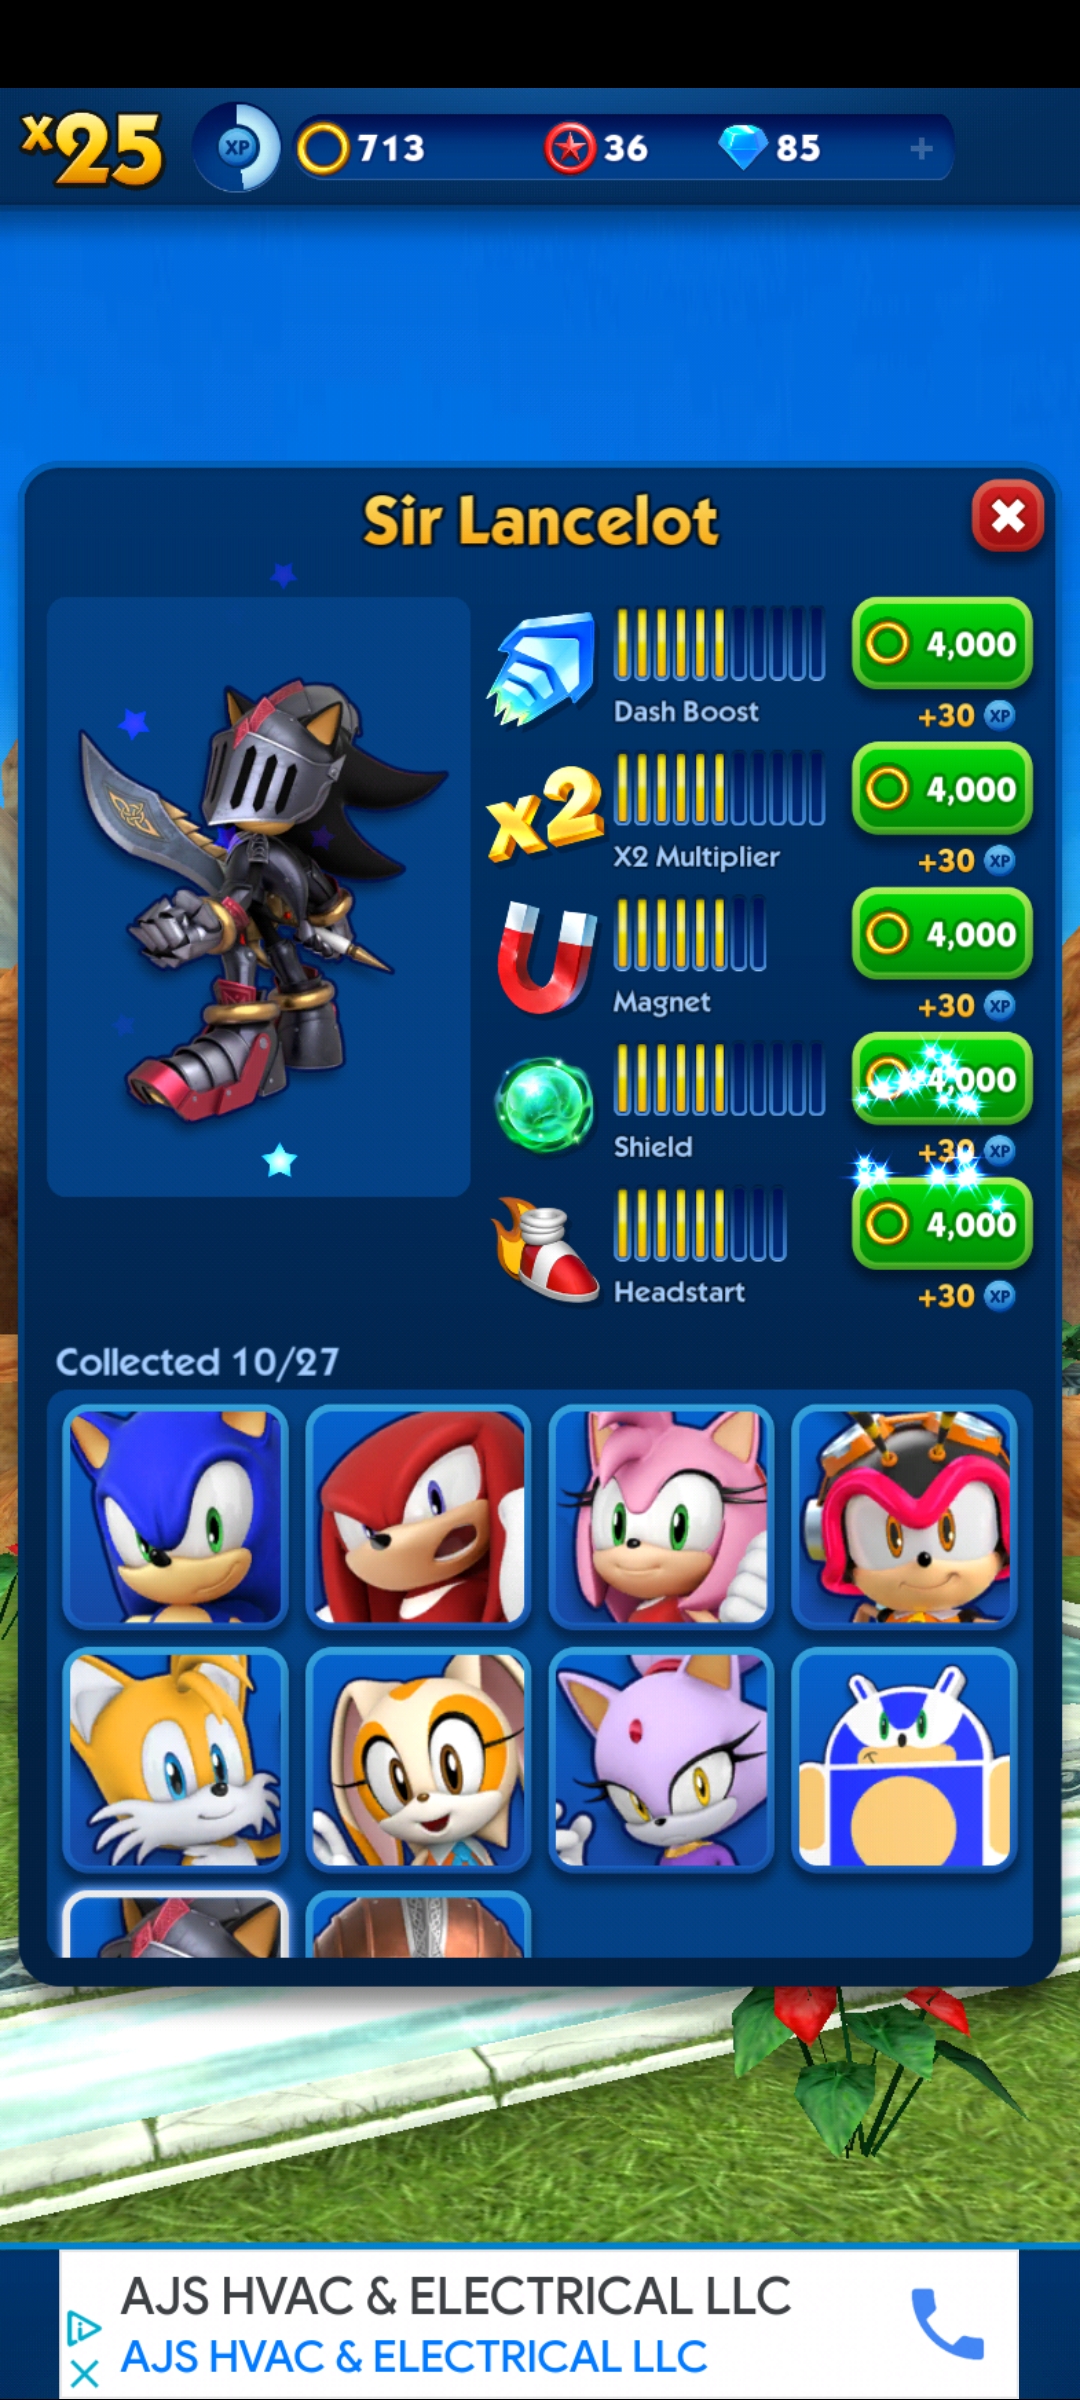 x25 XP 713 36 85 +
Sir Lancelot
4,000
Dash Boost +30 XP
x2 4,000
X2 Multiplier +30 XP
4,000
Magnet +30 XP
4,000
Shield +30 XP
4,000
Headstart +30 XP
Collected 10/27
AJS HVAC & ELECTRICAL LLC
AJS HVAC & ELECTRICAL LLC